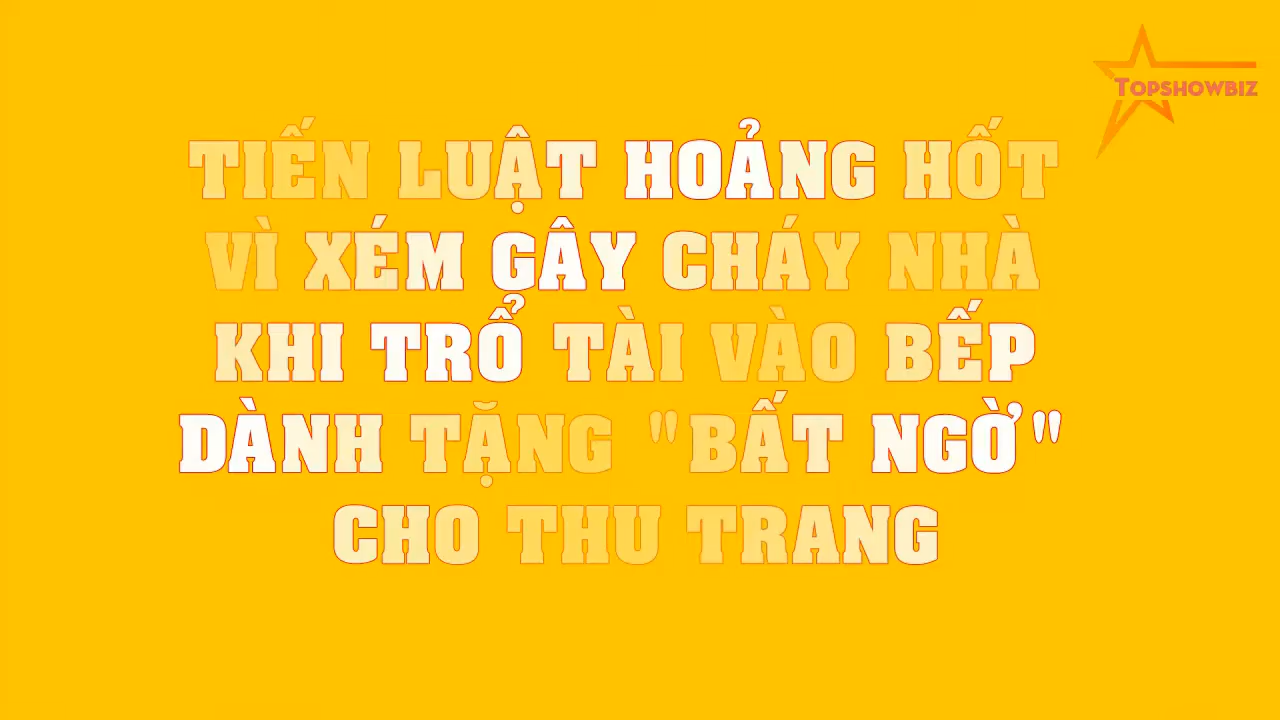 TOPSHOWBIZ
TIẾN LUẬT HOẢNG HỐT
VÌ XÉM GÂY CHÁY NHÀ
KHI TRỔ TÀI VÀO BẾP
DÀNH TẶNG "BẤT NGỜ"
CHO THU TRANG